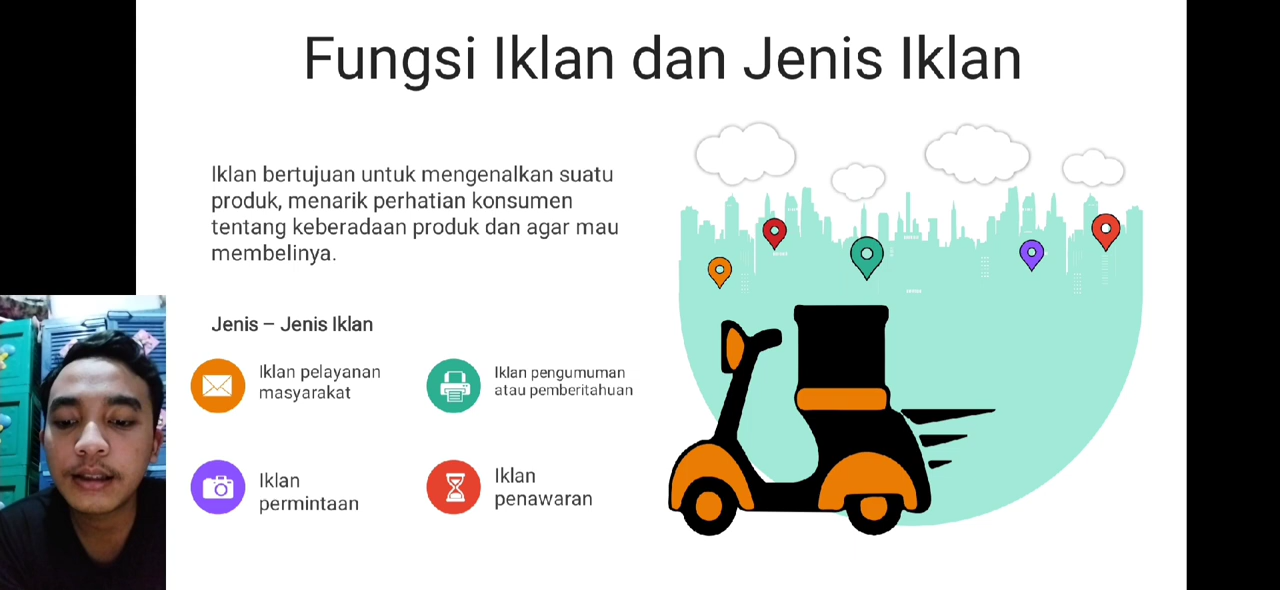 Fungsi Iklan dan Jenis Iklan
Iklan bertujuan untuk mengenalkan suatu
produk, menarik perhatian konsumen
tentang keberadaan produk dan agar mau
membelinya.
Jenis – Jenis Iklan
Iklan pelayanan
masyarakat
Iklan pengumuman
atau pemberitahuan
Iklan
permintaan
Iklan
penawaran